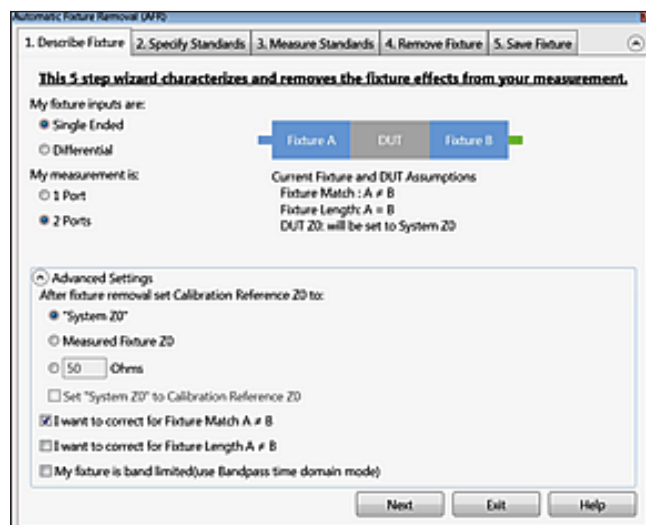 Automatic Fixture Removal (AFR)
1. Describe Fixture 2. Specify Standards 3. Measure Standards 4. Remove Fixture 5. Save Fixture
This 5 step wizard characterizes and removes the fixture effects from your measurement.
My fixture inputs are:
Single Ended
Differential
Fixture A DUT Fixture B
My measurement is:
1 Port
2 Ports
Current Fixture and DUT Assumptions
Fixture Match : A ≠ B
Fixture Length: A = B
DUT Z0: will be set to System Z0
Advanced Settings
After fixture removal set Calibration Reference Z0 to:
"System Z0"
Measured Fixture Z0
50 Ohms
Set "System Z0" to Calibration Reference Z0
I want to correct for Fixture Match A ≠ B
I want to correct for Fixture Length A ≠ B
My fixture is band limited(use Bandpass time domain mode)
Next Exit Help